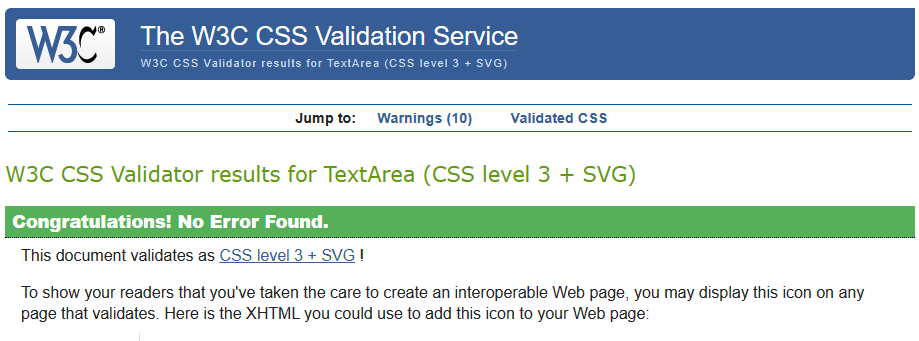 W3C®
The W3C CSS Validation Service
W3C CSS Validator results for TextArea (CSS level 3 + SVG)
Jump to: Warnings (10) Validated CSS
W3C CSS Validator results for TextArea (CSS level 3 + SVG)
Congratulations! No Error Found.
This document validates as CSS level 3 + SVG !
To show your readers that you've taken the care to create an interoperable Web page, you may display this icon on any
page that validates. Here is the XHTML you could use to add this icon to your Web page: